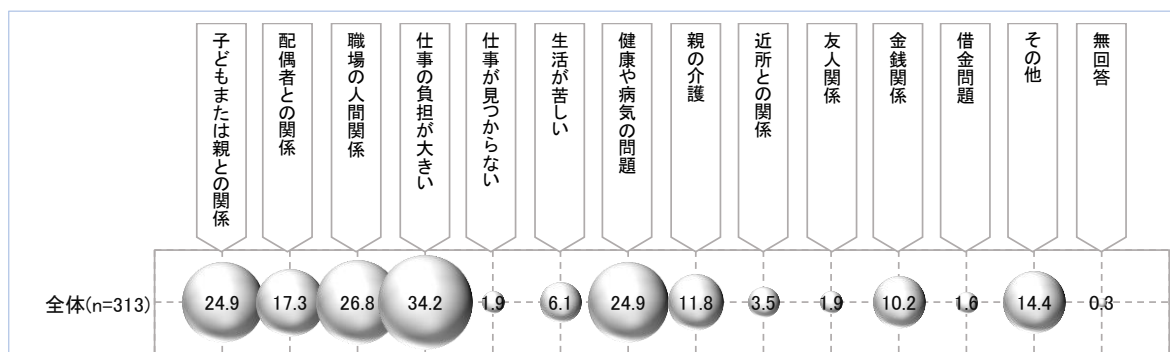 子どもまたは親との関係
配偶者との関係
職場の人間関係
仕事の負担が大きい
仕事が見つからない
生活が苦しい
健康や病気の問題
親の介護
近所との関係
友人関係
金銭関係
借金問題
その他
無回答
全体(n=313)
24.9
17.3
26.8
34.2
1.9
6.1
24.9
11.8
3.5
1.9
10.2
1.6
14.4
0.3